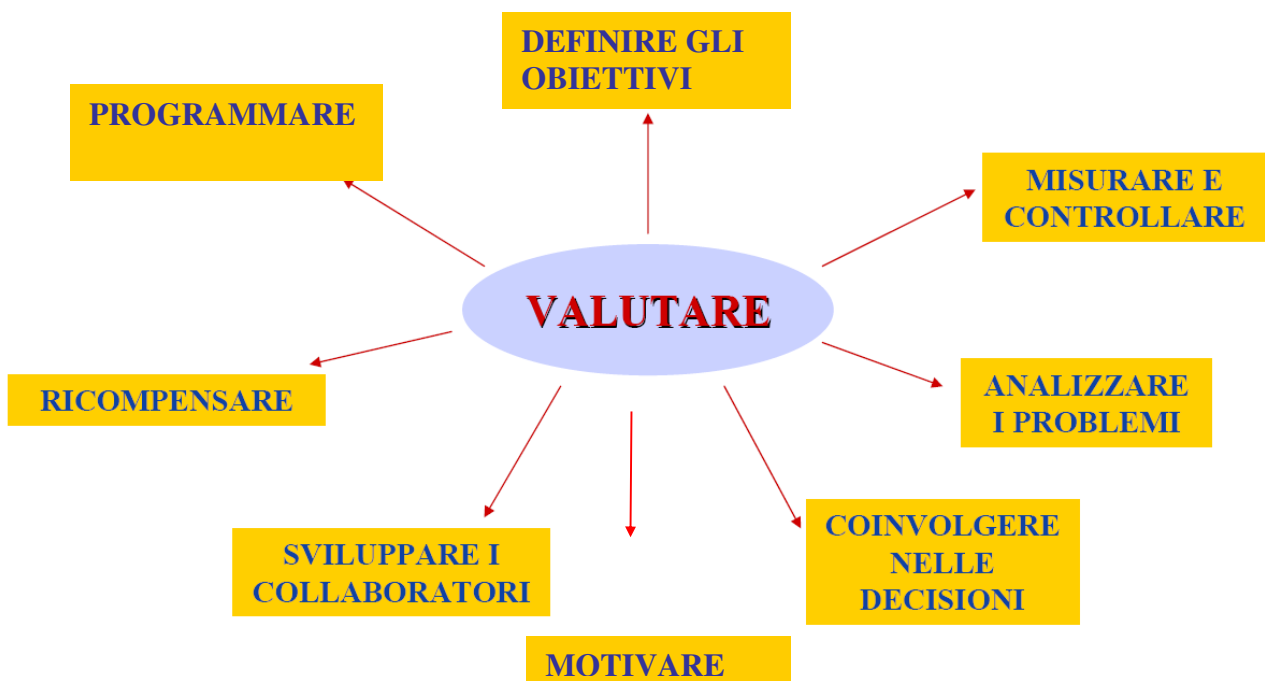 DEFINIRE GLI
OBIETTIVI
PROGRAMMARE
MISURARE E
CONTROLLARE
VALUTARE
RICOMPENSARE
ANALIZZARE
I PROBLEMI
COINVOLGERE
NELLE
DECISIONI
SVILUPPARE I
COLLABORATORI
MOTIVARE